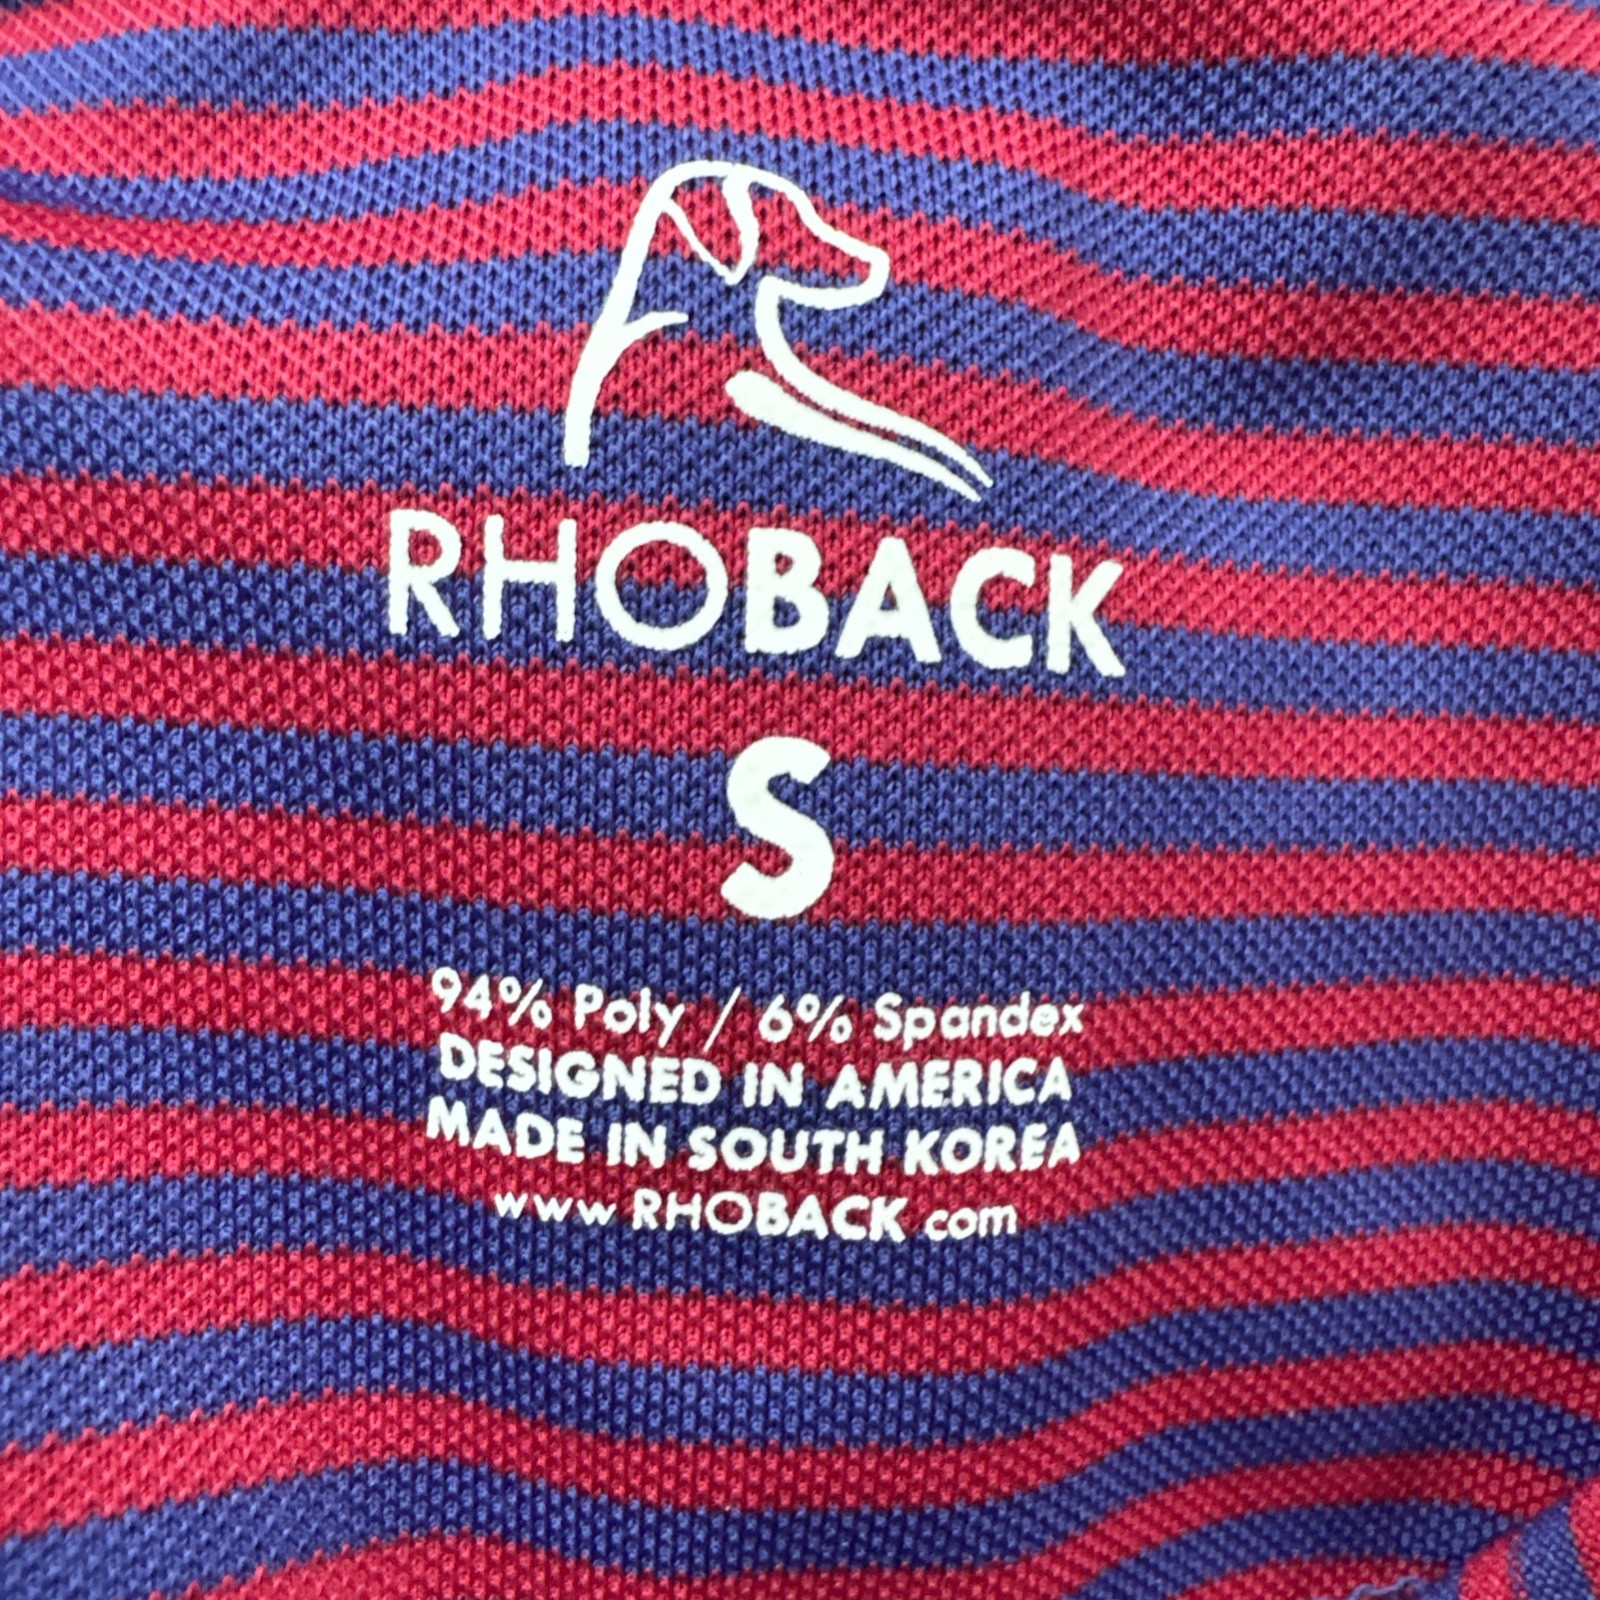 RHOBACK
S
94% Poly / 6% Spandex
DESIGNED IN AMERICA
MADE IN SOUTH KOREA
www.RHOBACK.com